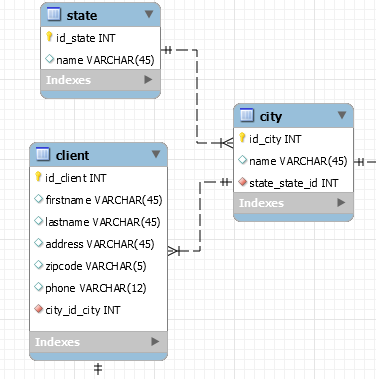 state
id_state INT
name VARCHAR(45)
Indexes
city
id_city INT
name VARCHAR(45)
state_state_id INT
Indexes
client
id_client INT
firstname VARCHAR(45)
lastname VARCHAR(45)
address VARCHAR(45)
zipcode VARCHAR(5)
phone VARCHAR(12)
city_id_city INT
Indexes